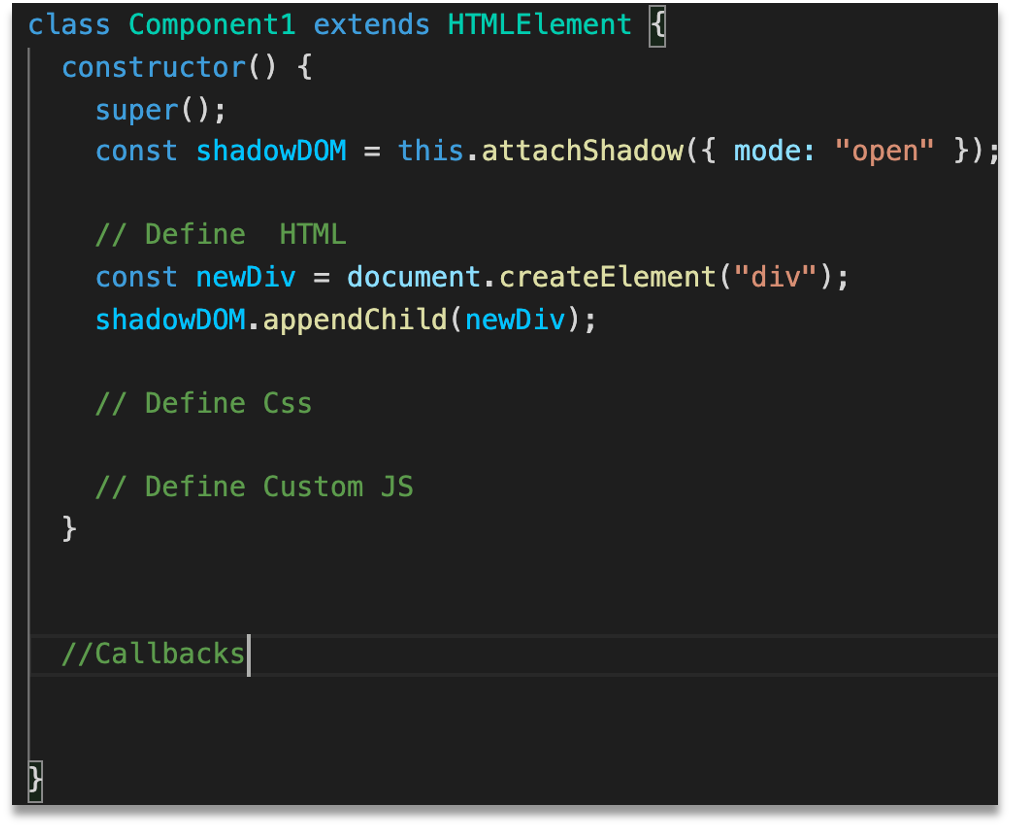 class Component1 extends HTMLElement {
constructor() {
super();
const shadowDOM = this.attachShadow({ mode: "open" });
// Define  HTML
const newDiv = document.createElement("div");
shadowDOM.appendChild(newDiv);
// Define Css
// Define Custom JS
}
//Callbacks
}